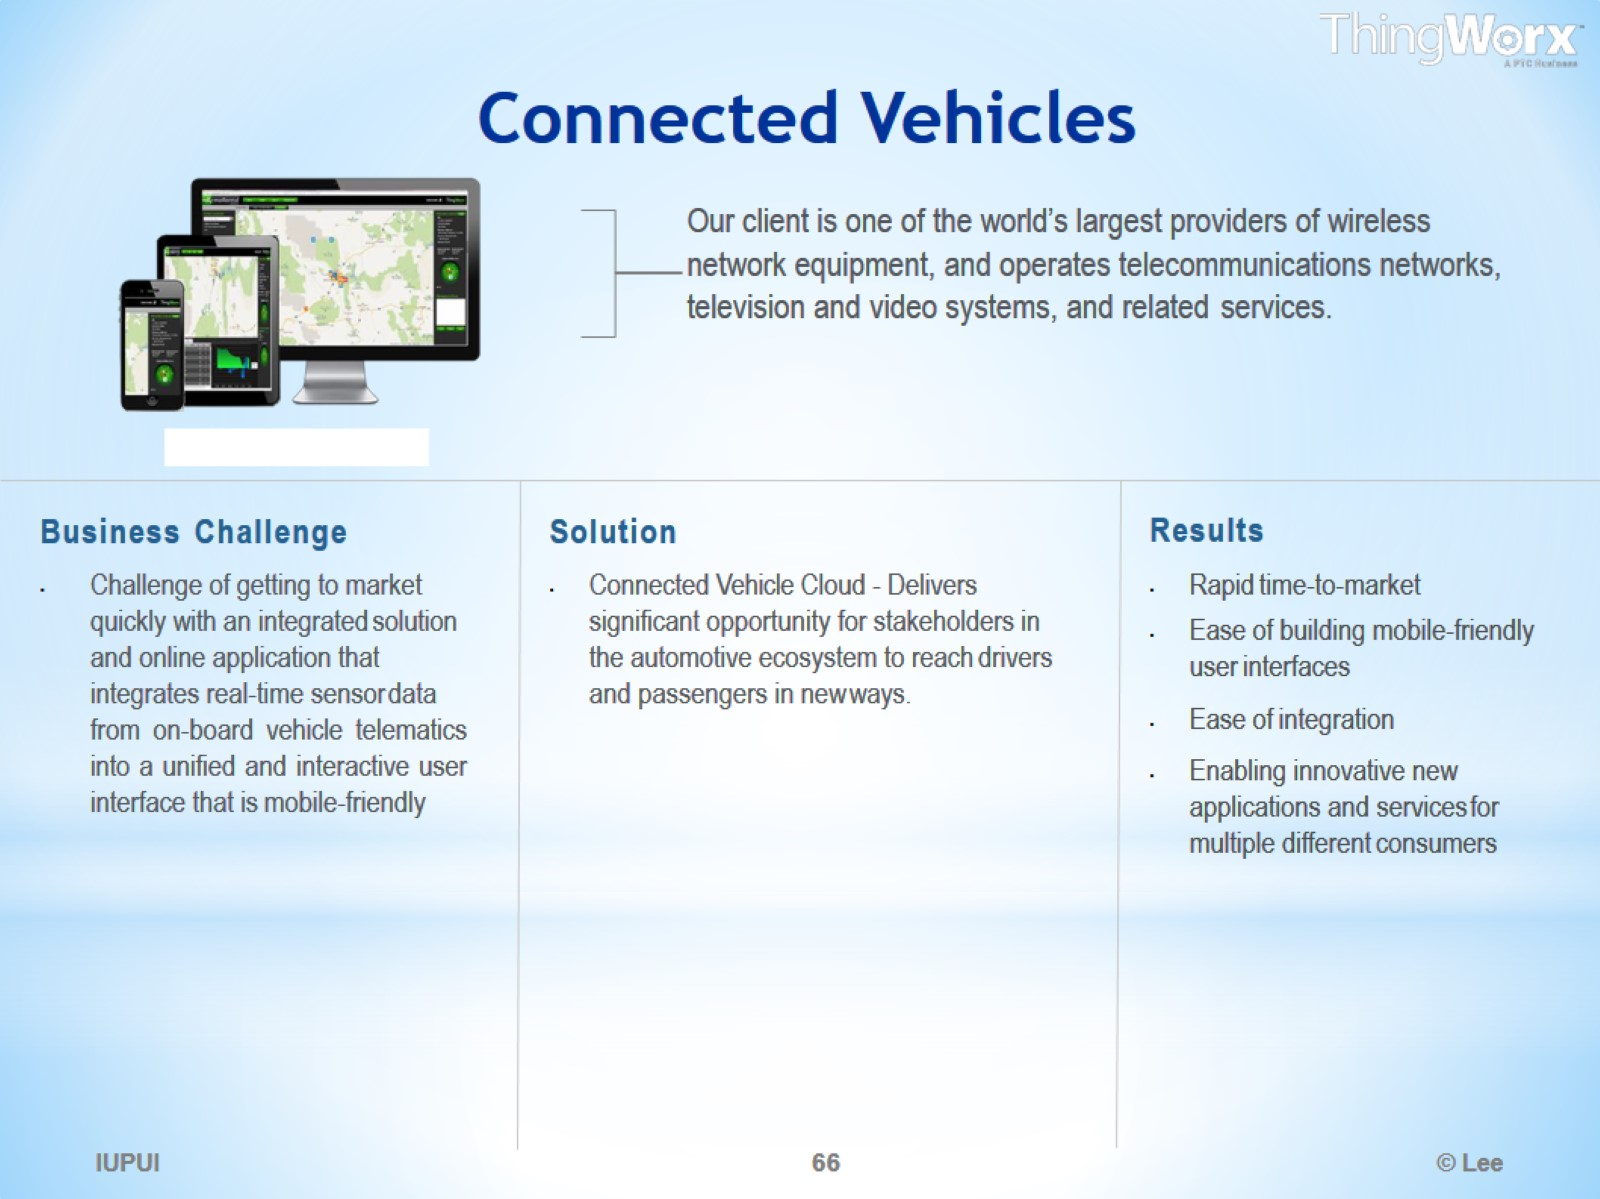 ThingWorx
A PTC Business
Connected Vehicles
Our client is one of the world’s largest providers of wireless
network equipment, and operates telecommunications networks,
television and video systems, and related services.
Business Challenge
Challenge of getting to market
quickly with an integrated solution
and online application that
integrates real-time sensor data
from on-board vehicle telematics
into a unified and interactive user
interface that is mobile-friendly
Solution
Connected Vehicle Cloud - Delivers
significant opportunity for stakeholders in
the automotive ecosystem to reach drivers
and passengers in new ways.
Results
Rapid time-to-market
Ease of building mobile-friendly
user interfaces
Ease of integration
Enabling innovative new
applications and services for
multiple different consumers
IUPUI
66
© Lee